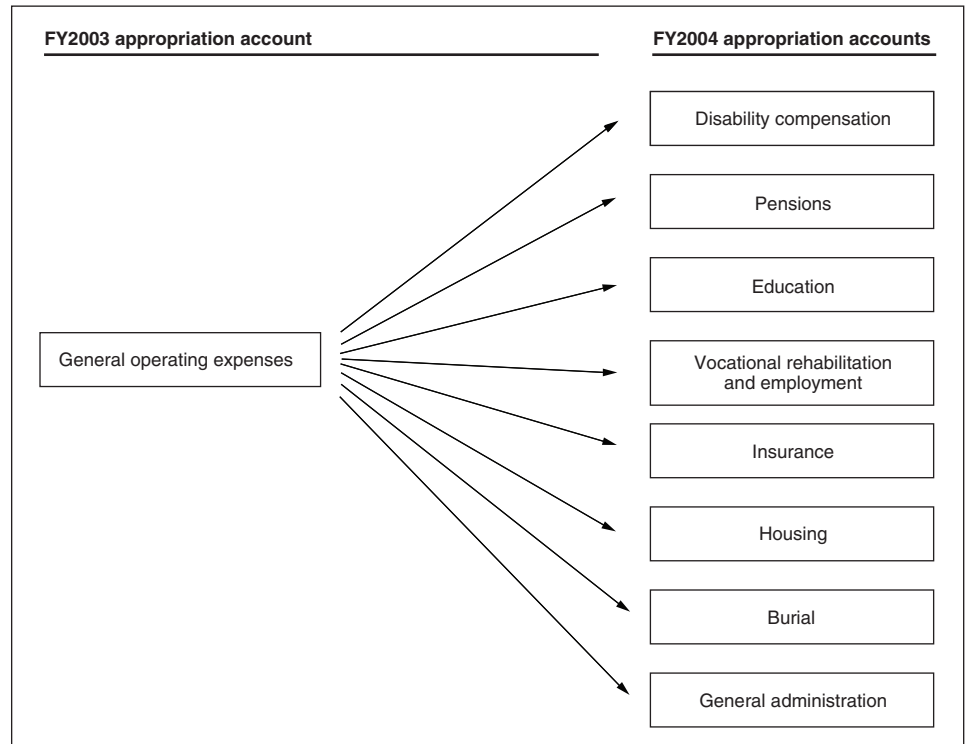 FY2003 appropriation account
FY2004 appropriation accounts
General operating expenses
Disability compensation
Pensions
Education
Vocational rehabilitation
and employment
Insurance
Housing
Burial
General administration